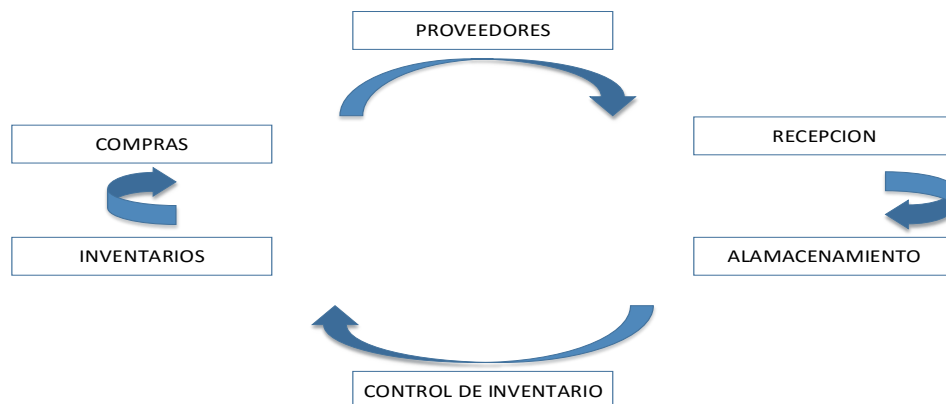 PROVEEDORES
COMPRAS
RECEPCION
INVENTARIOS
ALAMACENAMIENTO
CONTROL DE INVENTARIO